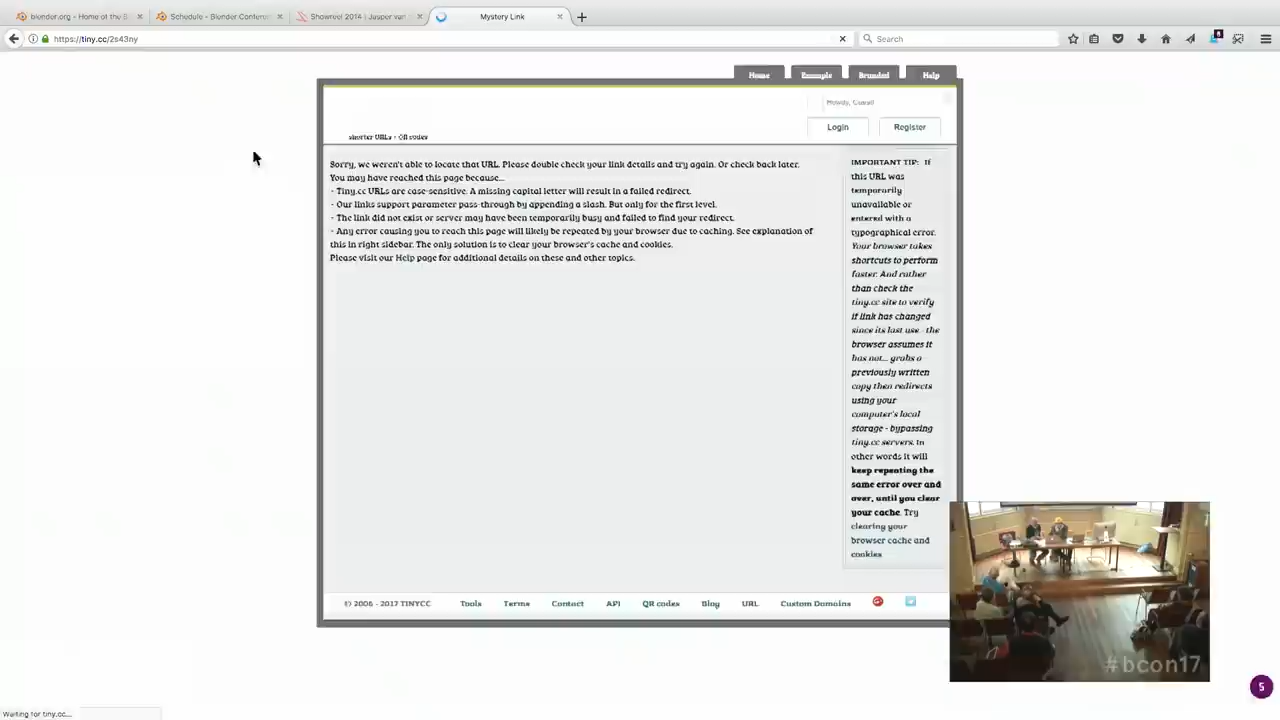 blender.org - Home of the B
Schedule - Blender Conferen
Showreel 2014 | Jasper van
Mystery Link
https://tiny.cc/2s43ny
Search
Home
Example
Branded
Help
Howdy, Guest!
Login
Register
shorter URLs + QR codes
Sorry, we weren't able to locate that URL. Please double check your link details and try again. Or check back later.
You may have reached this page because...
- Tiny.cc URLs are case-sensitive. A missing capital letter will result in a failed redirect.
- Our links support parameter pass-through by appending a slash. But only for the first level.
- The link did not exist or server may have been temporarily busy and failed to find your redirect.
- Any error causing you to reach this page will likely be repeated by your browser due to caching. See explanation of
this in right sidebar. The only solution is to clear your browser's cache and cookies.
Please visit our Help page for additional details on these and other topics.
IMPORTANT TIP: If
this URL was
temporarily
unavailable or
entered with a
typographical error.
Your browser takes
shortcuts to perform
faster. And rather
than check the
tiny.cc site to verify
if link has changed
since its last use - the
browser assumes it
has not... grabs a
previously written
copy then redirects
using your
computer's local
storage - bypassing
tiny.cc servers. In
other words it will
keep repeating the
same error over and
over, until you clear
your cache. Try
clearing your
browser cache and
cookies
© 2006 - 2017 TINYCC
Tools
Terms
Contact
API
QR codes
Blog
URL
Custom Domains
#bcon17
5
Waiting for tiny.cc...